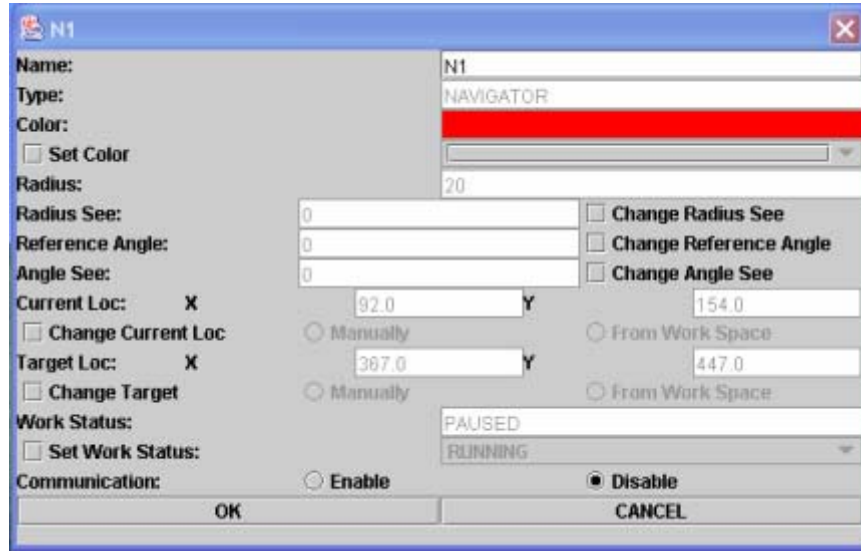 N1
Name: N1
Type: NAVIGATOR
Color:
Set Color
Radius: 20
Radius See: 0 Change Radius See
Reference Angle: 0 Change Reference Angle
Angle See: 0 Change Angle See
Current Loc: X 92.0 Y 154.0
Change Current Loc Manually From Work Space
Target Loc: X 367.0 Y 447.0
Change Target Manually From Work Space
Work Status: PAUSED
Set Work Status: RUNNING
Communication: Enable Disable
OK CANCEL